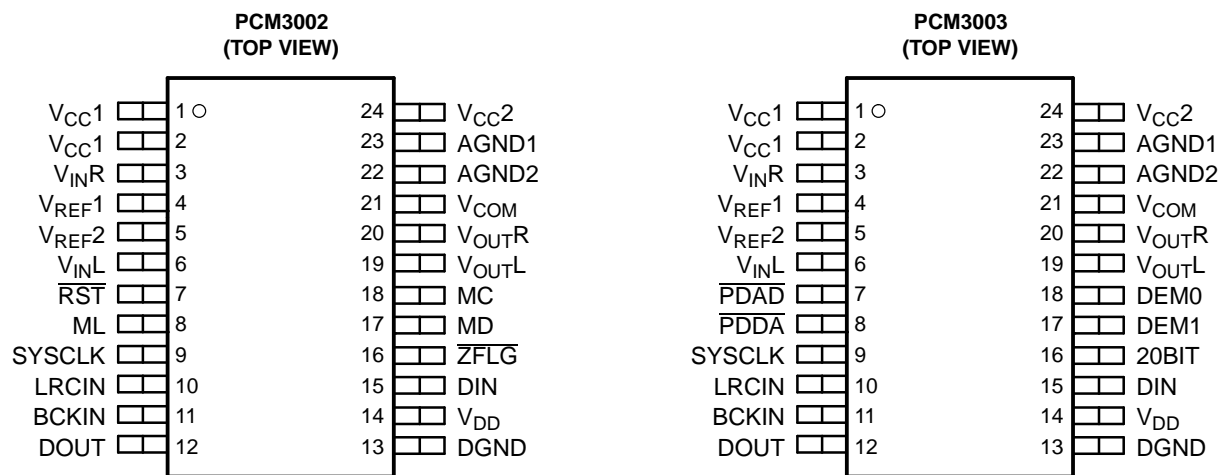 PCM3002
(TOP VIEW)
VCC1 1 24 VCC2
VCC1 2 23 AGND1
VINR 3 22 AGND2
VREF1 4 21 VCOM
VREF2 5 20 VOUTR
VINL 6 19 VOUTL
RST 7 18 MC
ML 8 17 MD
SYSCLK 9 16 ZFLG
LRCIN 10 15 DIN
BCKIN 11 14 VDD
DOUT 12 13 DGND
PCM3003
(TOP VIEW)
VCC1 1 24 VCC2
VCC1 2 23 AGND1
VINR 3 22 AGND2
VREF1 4 21 VCOM
VREF2 5 20 VOUTR
VINL 6 19 VOUTL
PDAD 7 18 DEM0
PDDA 8 17 DEM1
SYSCLK 9 16 20BIT
LRCIN 10 15 DIN
BCKIN 11 14 VDD
DOUT 12 13 DGND